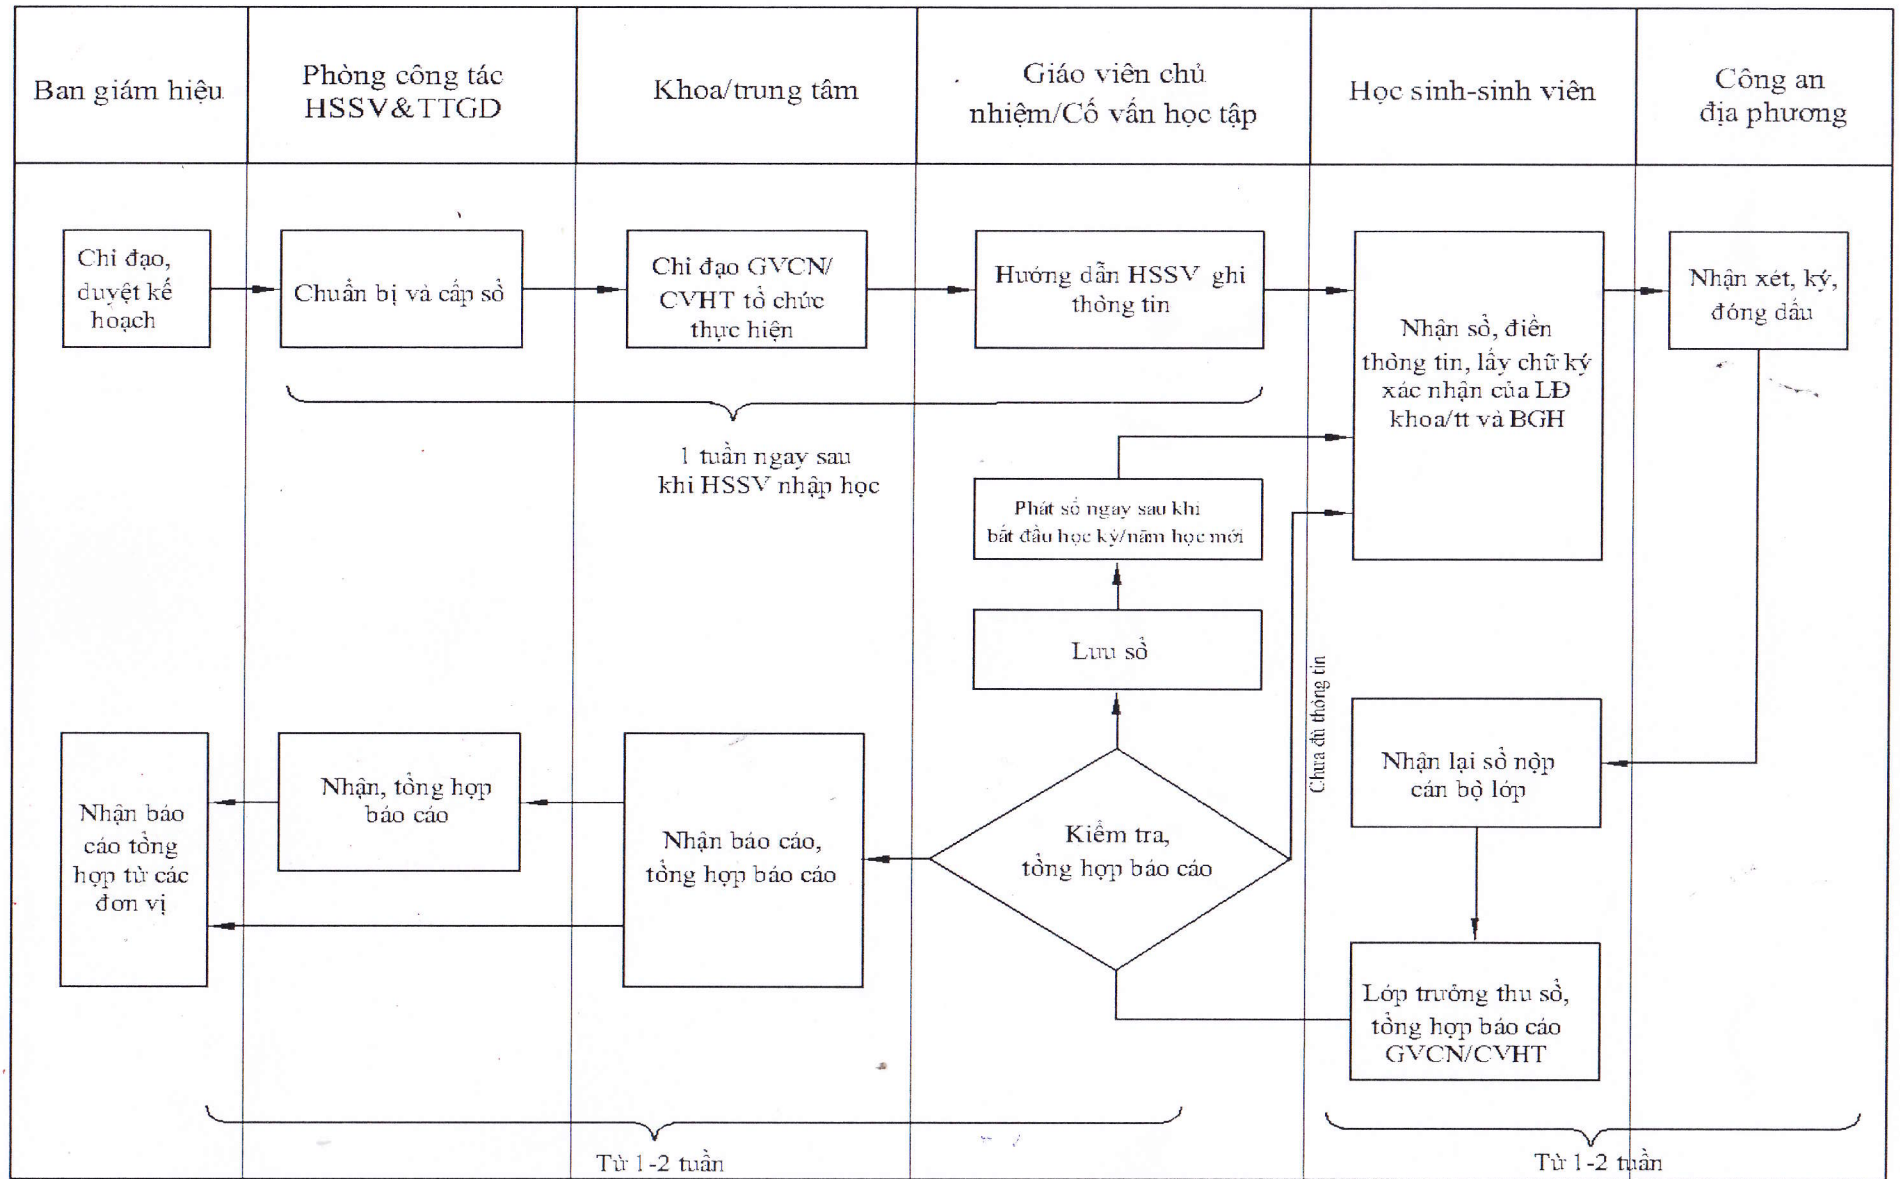 Ban giám hiệu
Phòng công tác
HSSV&TTGD
Khoa/trung tâm
Giáo viên chủ
nhiệm/Cố vấn học tập
Học sinh-sinh viên
Công an
địa phương
Chỉ đạo,
duyệt kế
hoạch
Chuẩn bị và cấp sổ
Chỉ đạo GVCN/
CVHT tổ chức
thực hiện
Hướng dẫn HSSV ghi
thông tin
Nhận sổ, điền
thông tin, lấy chữ ký
xác nhận của LĐ
khoa/tt và BGH
Nhận xét, ký,
đóng dấu
1 tuần ngay sau
khi HSSV nhập học
Phát sổ ngay sau khi
bắt đầu học kỳ/năm học mới
Lưu sổ
Chưa đủ thông tin
Nhận lại sổ nộp
cán bộ lớp
Nhận báo
cáo tổng
hợp từ các
đơn vị
Nhận, tổng hợp
báo cáo
Nhận báo cáo,
tổng hợp báo cáo
Kiểm tra,
tổng hợp báo cáo
Lớp trưởng thu sổ,
tổng hợp báo cáo
GVCN/CVHT
Từ 1-2 tuần
Từ 1-2 tuần